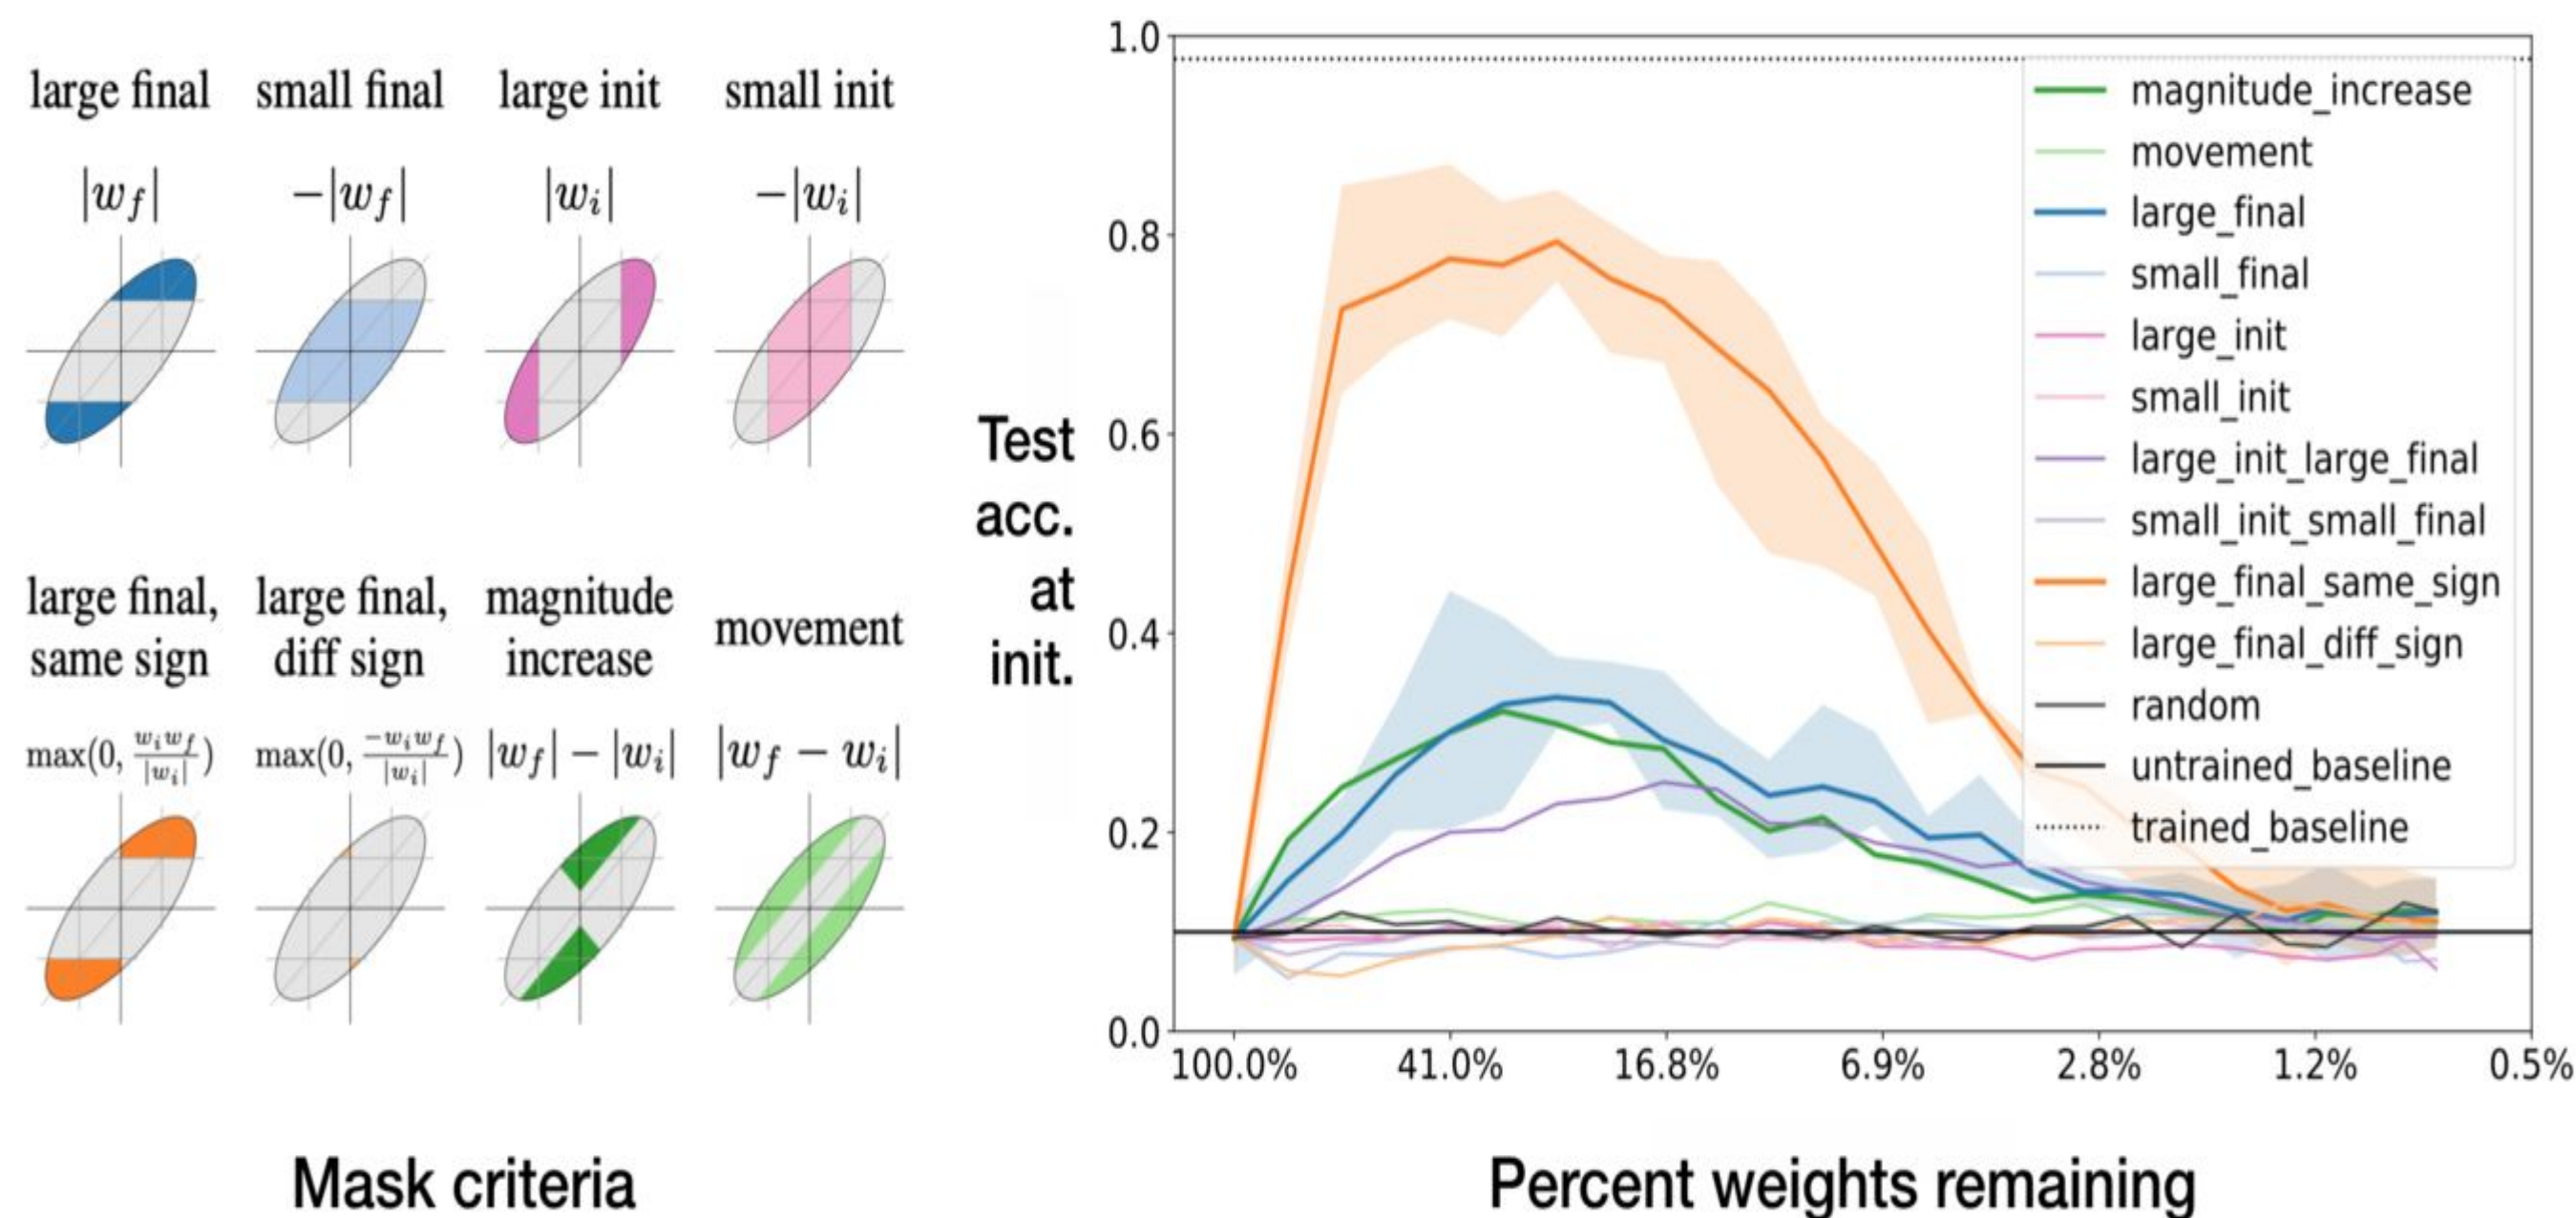 large final small final large init small init
|w_f| −|w_f| |w_i| −|w_i|
large final, large final, magnitude movement
same sign diff sign increase
max(0, w_i w_f / |w_i|) max(0, −w_i w_f / |w_i|) |w_f| − |w_i| |w_f − w_i|
Mask criteria
Test
acc.
at
init.
1.0
0.8
0.6
0.4
0.2
0.0
100.0% 41.0% 16.8% 6.9% 2.8% 1.2% 0.5%
Percent weights remaining
magnitude_increase
movement
large_final
small_final
large_init
small_init
large_init_large_final
small_init_small_final
large_final_same_sign
large_final_diff_sign
random
untrained_baseline
trained_baseline